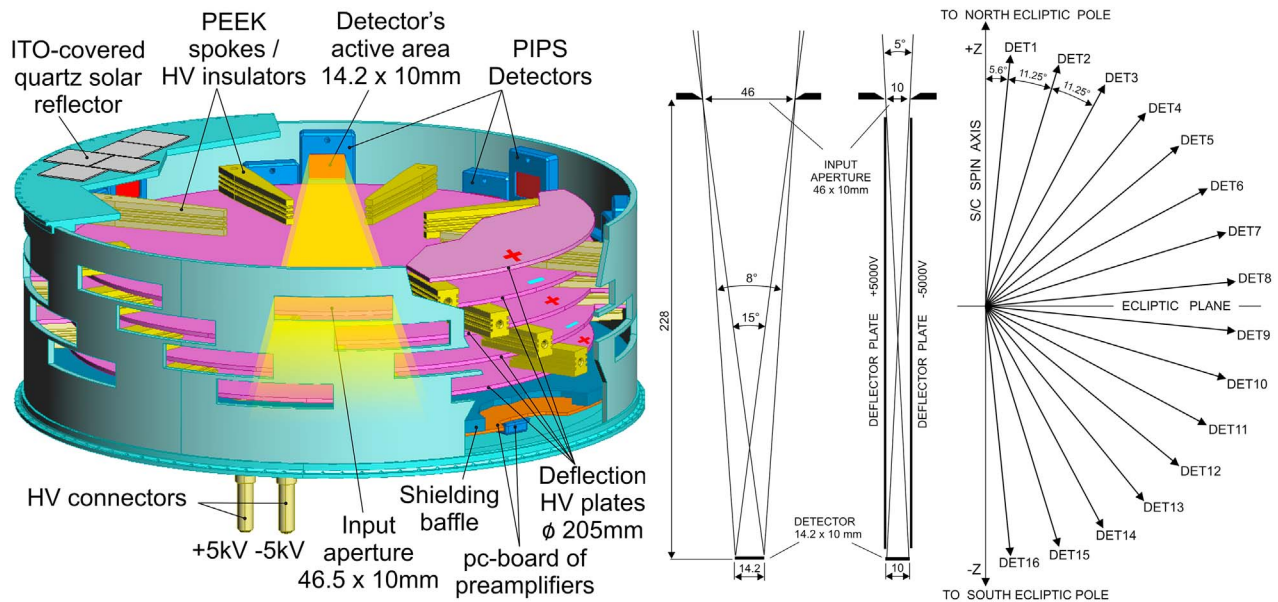 ITO-covered
quartz solar
reflector
PEEK
spokes /
HV insulators
Detector's
active area
14.2 x 10mm
PIPS
Detectors
HV connectors
+5kV -5kV
Input
aperture
46.5 x 10mm
Shielding
baffle
pc-board of
preamplifiers
Deflection
HV plates
ø 205mm
46
228
8°
15°
14.2
INPUT
APERTURE
46 x 10mm
DETECTOR
14.2 x 10 mm
5°
10
DEFLECTOR PLATE +5000V
DEFLECTOR PLATE -5000V
10
TO NORTH ECLIPTIC POLE
+Z
S/C SPIN AXIS
5.6°
11.25°
11.25°
DET1
DET2
DET3
DET4
DET5
DET6
DET7
DET8
ECLIPTIC PLANE
DET9
DET10
DET11
DET12
DET13
DET14
DET15
DET16
-Z
TO SOUTH ECLIPTIC POLE